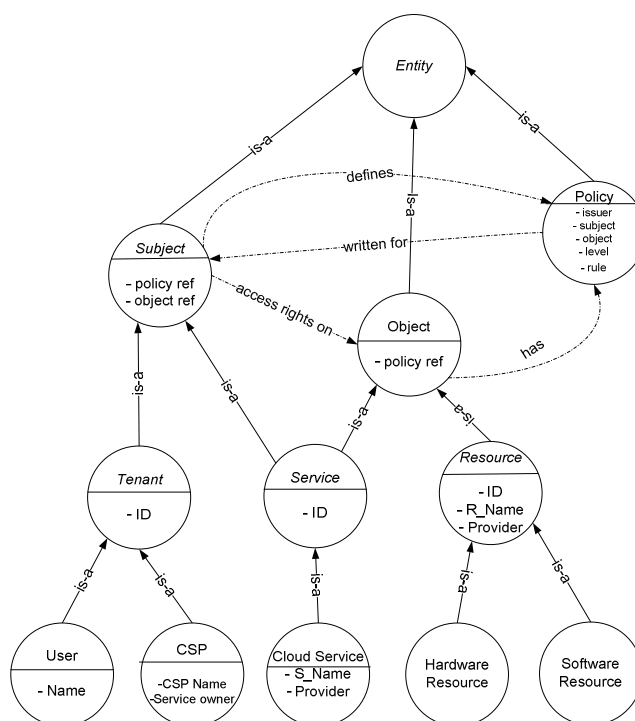 Entity
is-a
is-a
Is-a
defines
Policy
- issuer
- subject
- object
- level
- rule
Subject
- policy ref
- object ref
written for
access rights on
Object
- policy ref
has
is-a
is-a
is-a
is-a
Tenant
- ID
Service
- ID
Resource
- ID
- R_Name
- Provider
is-a
is-a
is-a
is-a
is-a
User
- Name
CSP
-CSP Name
-Service owner
Cloud Service
- S_Name
- Provider
Hardware
Resource
Software
Resource